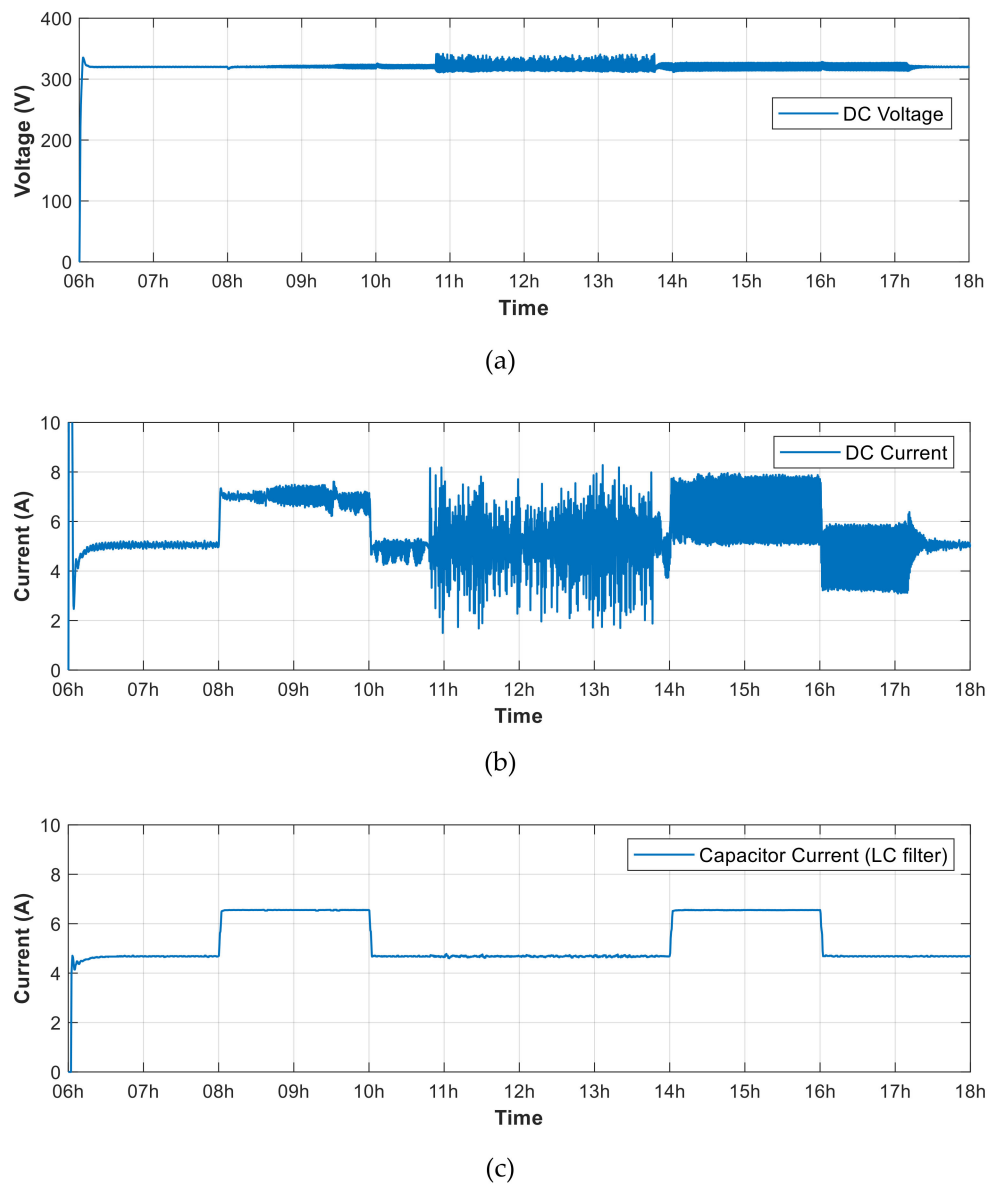 400
300
200
100
0
Voltage (V)
DC Voltage
06h 07h 08h 09h 10h 11h 12h 13h 14h 15h 16h 17h 18h
Time
(a)
10
8
6
4
2
0
Current (A)
DC Current
06h 07h 08h 09h 10h 11h 12h 13h 14h 15h 16h 17h 18h
Time
(b)
10
8
6
4
2
0
Current (A)
Capacitor Current (LC filter)
06h 07h 08h 09h 10h 11h 12h 13h 14h 15h 16h 17h 18h
Time
(c)